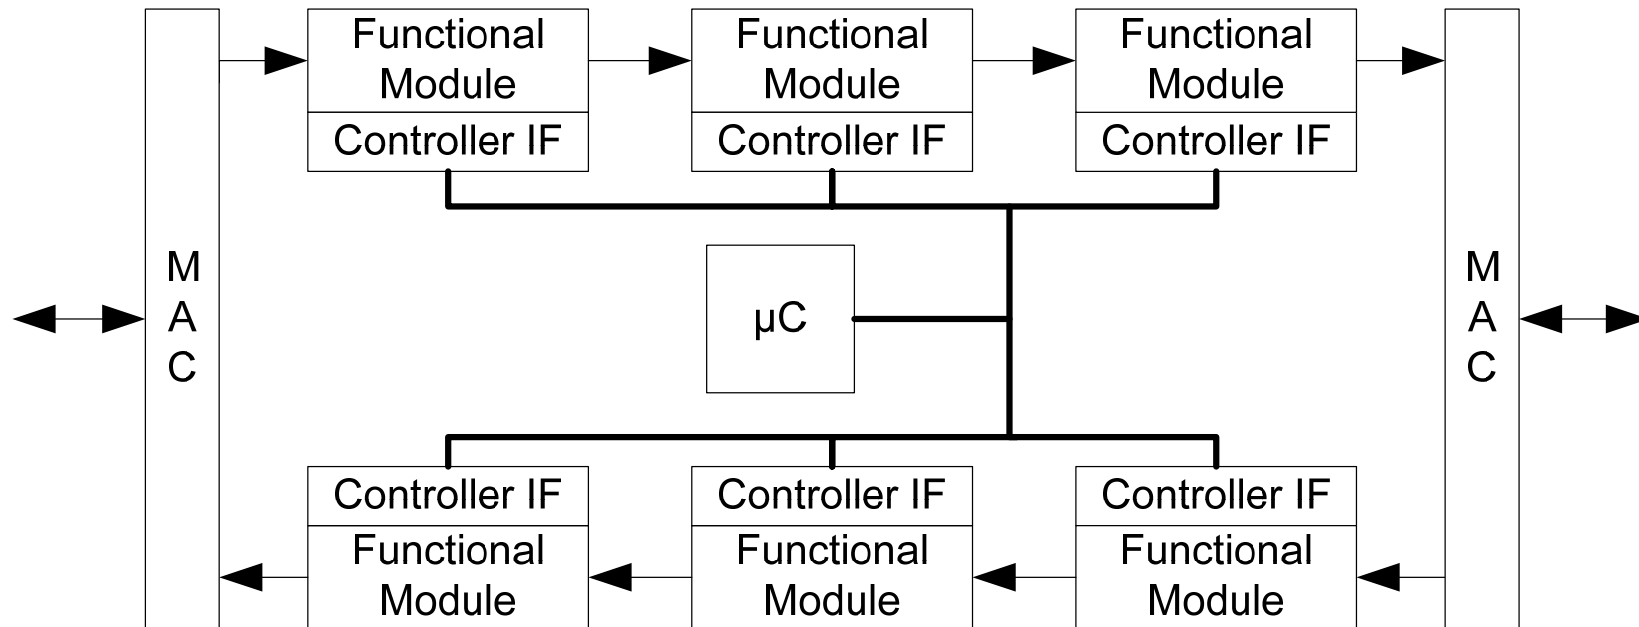 Functional
Module
Controller IF
Functional
Module
Controller IF
Functional
Module
Controller IF
M
A
C
µC
M
A
C
Controller IF
Functional
Module
Controller IF
Functional
Module
Controller IF
Functional
Module